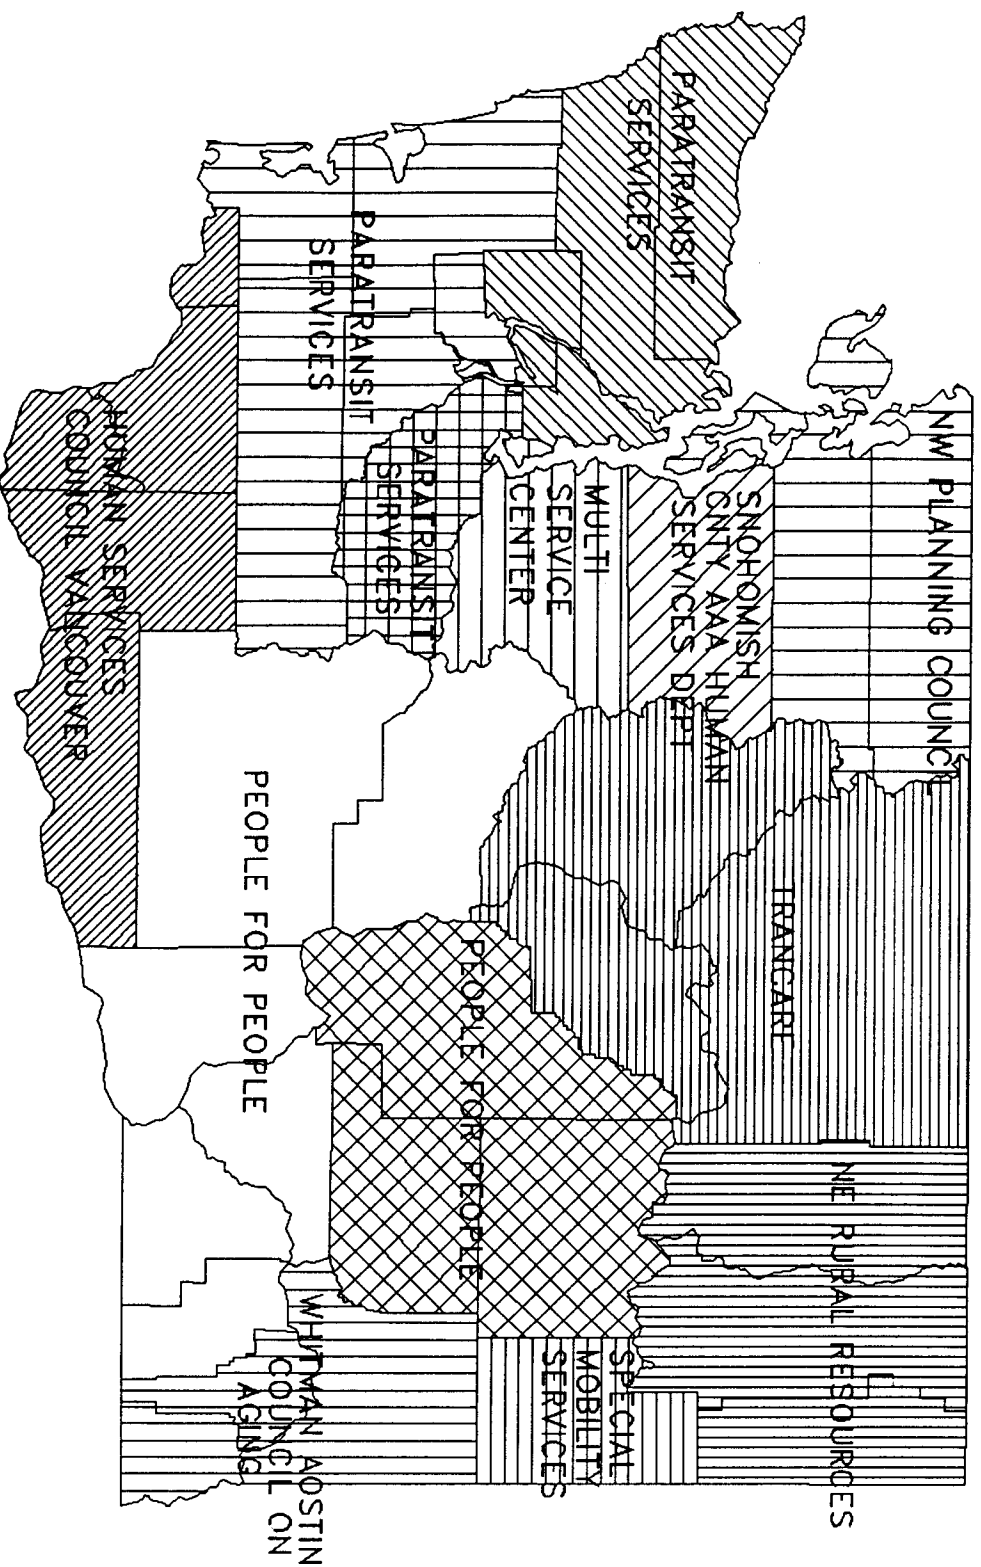 PARATRANSIT
SERVICES
NW PLANNING COUNCIL
SNOHOMISH
CNTY AAA HUMAN
SERVICES DEPT
MULTI
SERVICE
CENTER
PARATRANSIT
SERVICES
PARATRANSIT
SERVICES
HUMAN SERVICES
COUNCIL VANCOUVER
TRANCARE
PEOPLE FOR PEOPLE
PEOPLE FOR PEOPLE
NE RURAL RESOURCES
SPECIAL
MOBILITY
SERVICES
WHITMAN AOSTIN
COUNCIL ON
AGING